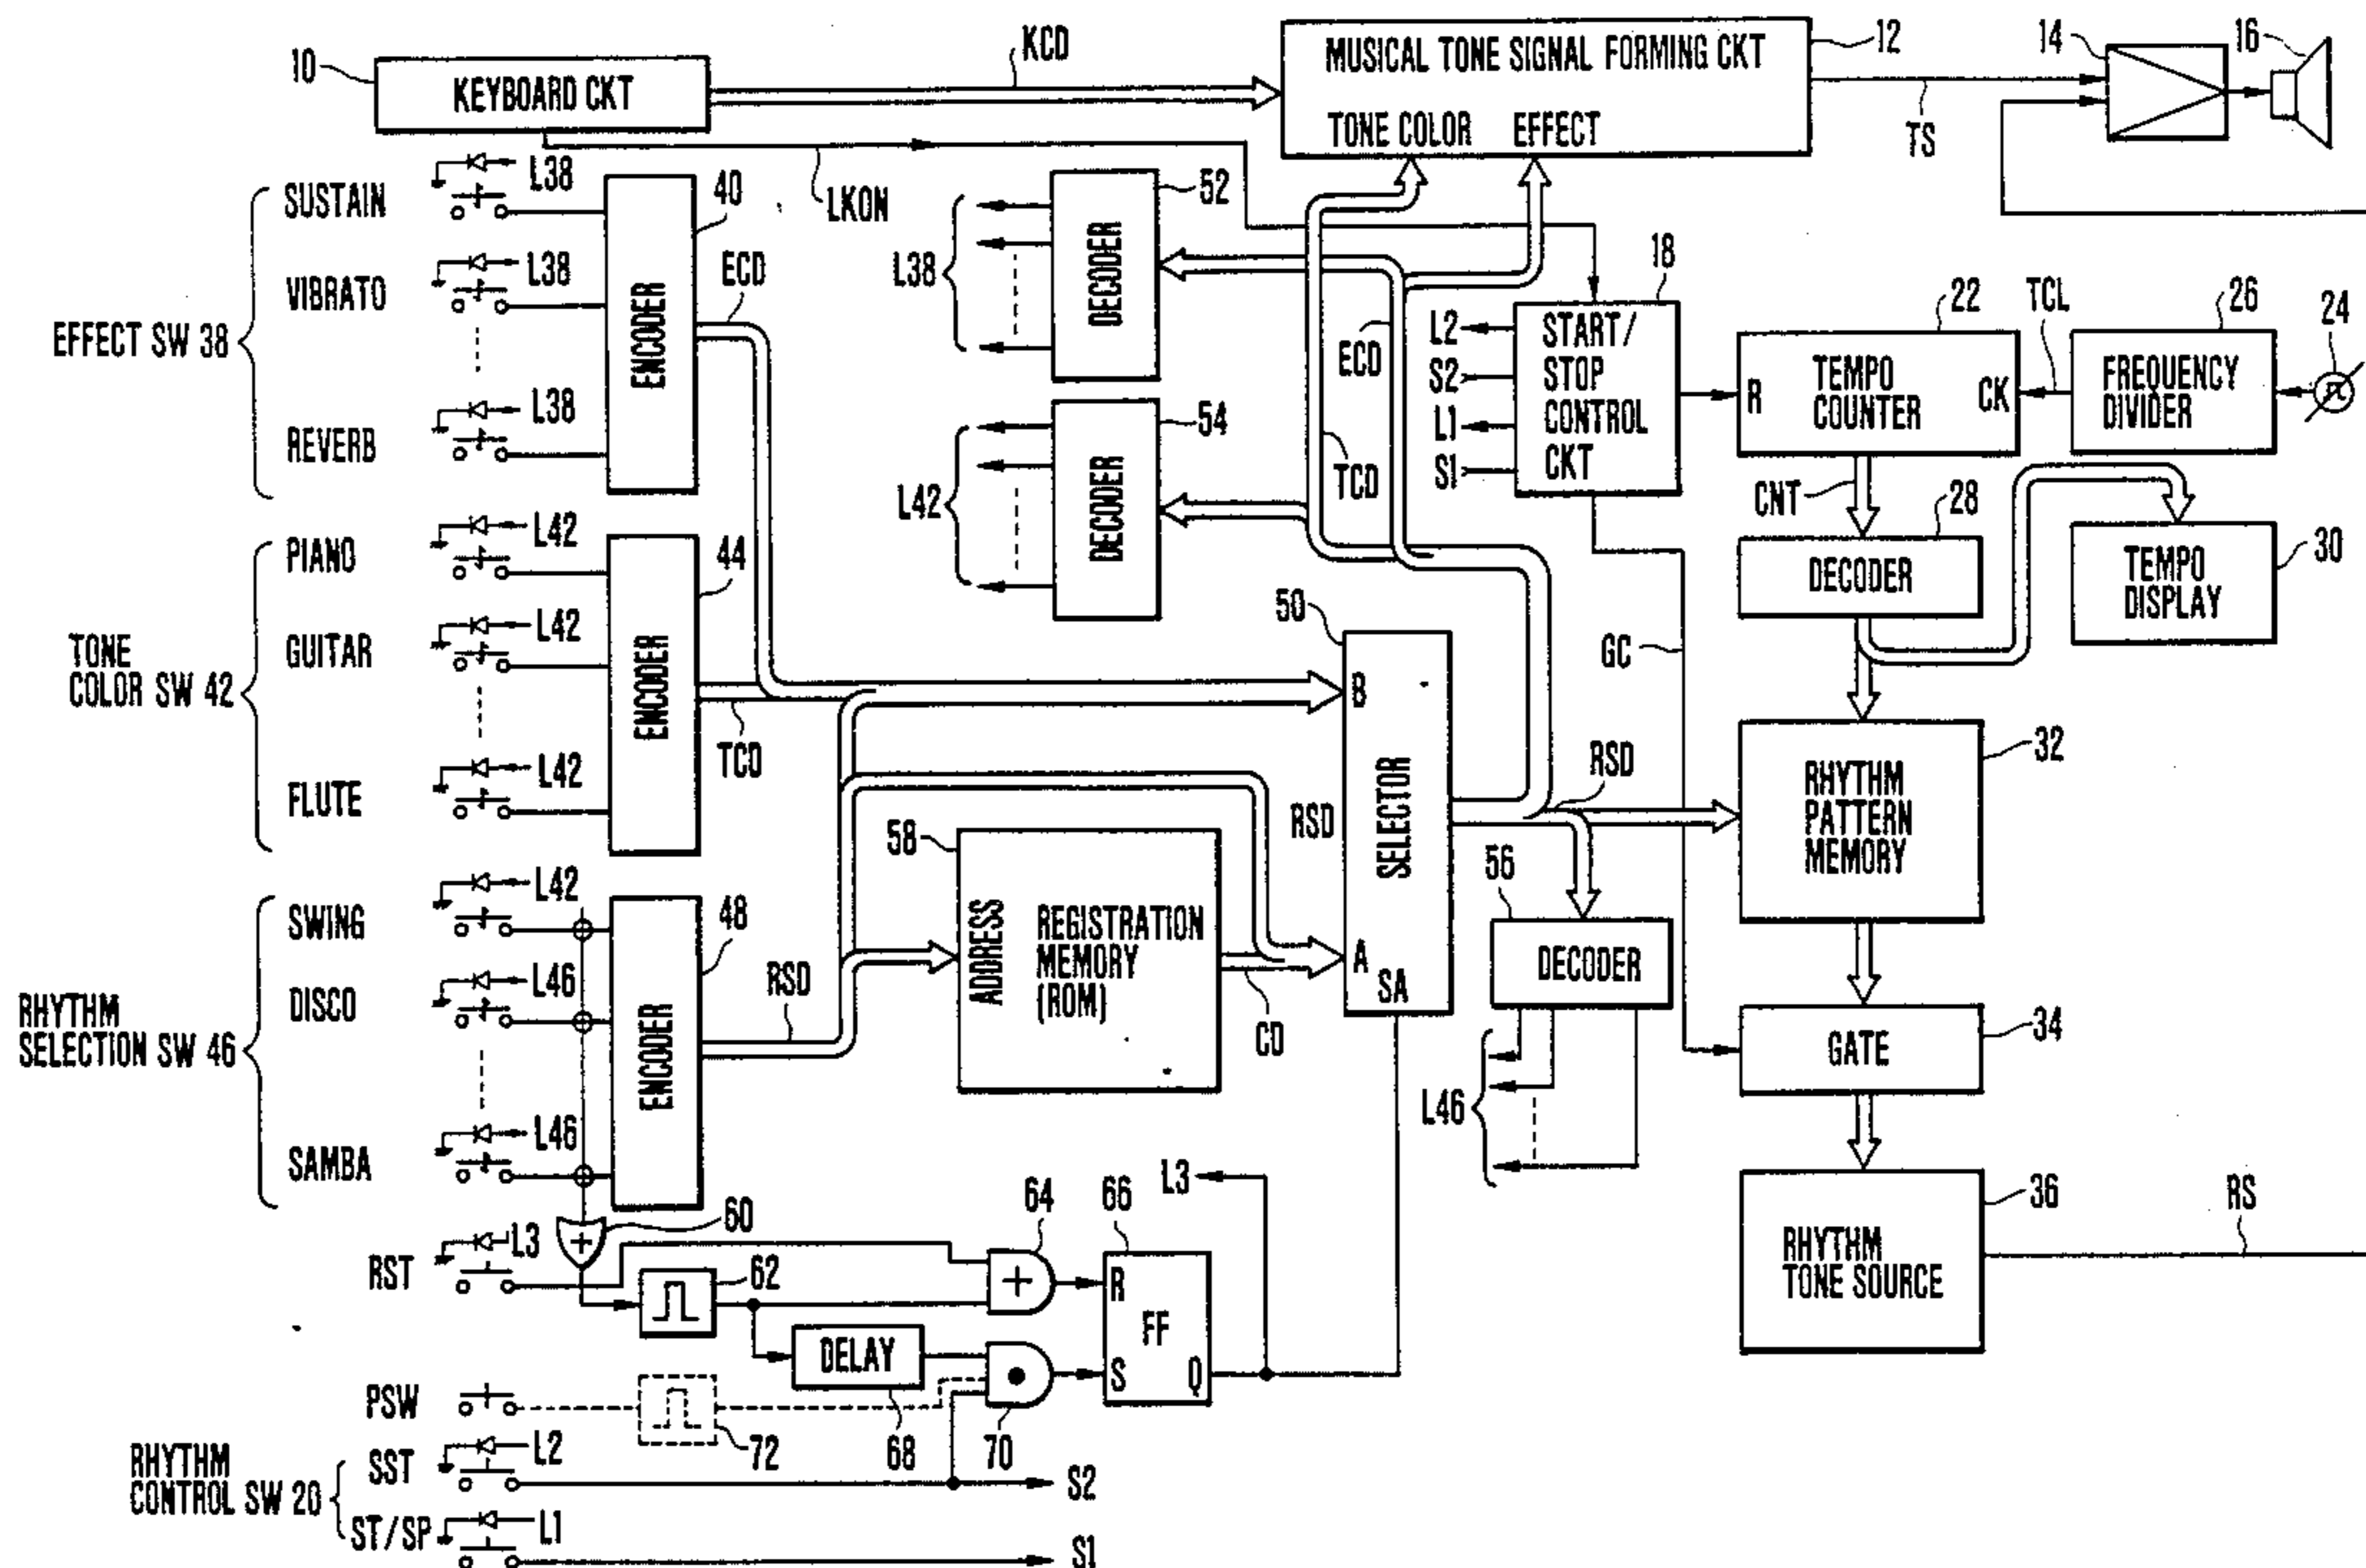 10
KEYBOARD CKT
KCD
MUSICAL TONE SIGNAL FORMING CKT
TONE COLOR
EFFECT
12
TS
14
16
LKON
EFFECT SW 38
SUSTAIN
L38
VIBRATO
L38
REVERB
L38
40
ENCODER
ECD
52
DECODER
L38
54
DECODER
L42
ECD
TCD
18
START/
STOP
CONTROL
CKT
L2
S2
L1
S1
22
R
TEMPO
COUNTER
CK
TCL
26
FREQUENCY
DIVIDER
24
CNT
28
DECODER
30
TEMPO
DISPLAY
TONE
COLOR SW 42
PIANO
L42
GUITAR
L42
FLUTE
L42
44
ENCODER
TCD
50
B
SELECTOR
A
SA
RSD
RSD
GC
32
RHYTHM
PATTERN
MEMORY
RHYTHM
SELECTION SW 46
SWING
L42
DISCO
L46
SAMBA
L46
48
ENCODER
RSD
58
ADDRESS
REGISTRATION
MEMORY
(ROM)
CD
56
DECODER
L46
34
GATE
36
RHYTHM
TONE SOURCE
RS
RST
L3
60
+
62
64
+
66
R
FF
S
Q
L3
DELAY
68
70
PSW
72
RHYTHM
CONTROL SW 20
SST
L2
S2
ST/SP
L1
S1